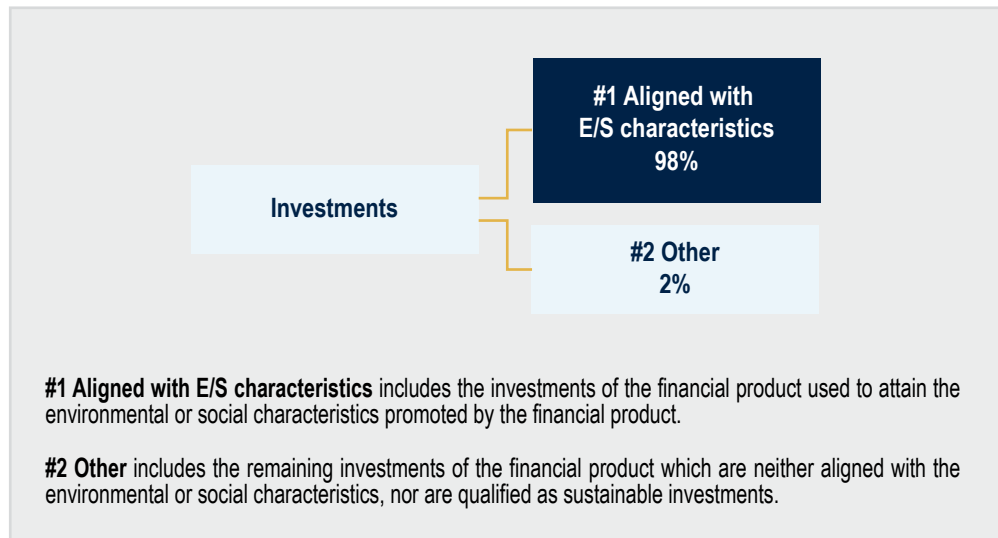 #1 Aligned with
E/S characteristics
98%
Investments
#2 Other
2%
#1 Aligned with E/S characteristics includes the investments of the financial product used to attain the
environmental or social characteristics promoted by the financial product.
#2 Other includes the remaining investments of the financial product which are neither aligned with the
environmental or social characteristics, nor are qualified as sustainable investments.